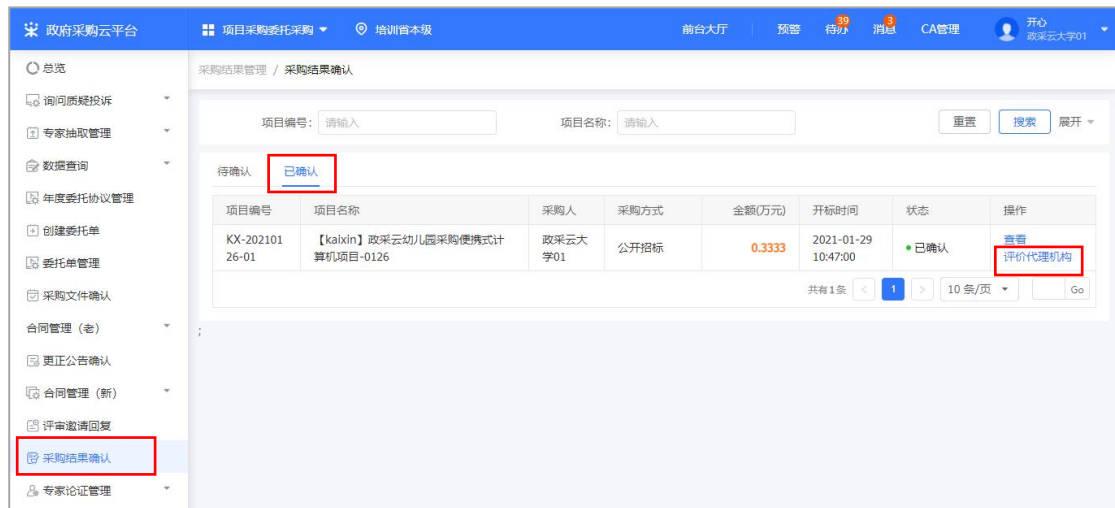 政府采购云平台
项目采购委托采购
培训省本级
前台大厅
预警
待办
39
消息
3
CA管理
开心
政采云大学01
总览
询问质疑投诉
专家抽取管理
数据查询
年度委托协议管理
创建委托单
委托单管理
采购文件确认
合同管理（老）
更正公告确认
合同管理（新）
评审邀请回复
采购结果确认
专家论证管理
采购结果管理 / 采购结果确认
项目编号： 请输入
项目名称： 请输入
重置
搜索
展开
待确认
已确认
项目编号 项目名称 采购人 采购方式 金额(万元) 开标时间 状态 操作
KX-202101 【kaixin】政采云幼儿园采购便携式计 政采云大 公开招标 0.3333 2021-01-29 已确认 查看
26-01 算机项目-0126 学01 10:47:00 评价代理机构
共有1条 < 1 > 10 条/页 Go
;